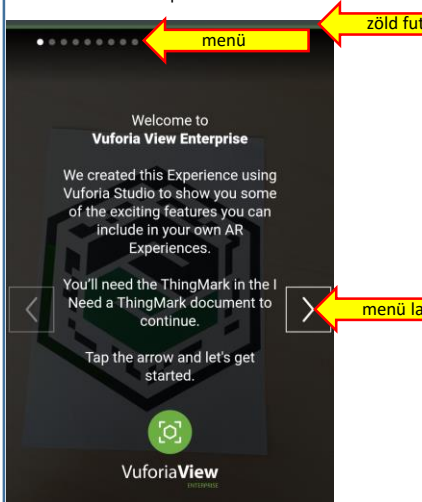 zöld fut
menü
Welcome to
Vuforia View Enterprise
We created this Experience using
Vuforia Studio to show you some
of the exciting features you can
include in your own AR
Experiences.
You'll need the ThingMark in the I
Need a ThingMark document to
continue.
menü la
Tap the arrow and let's get
started.
VuforiaView
ENTERPRISE